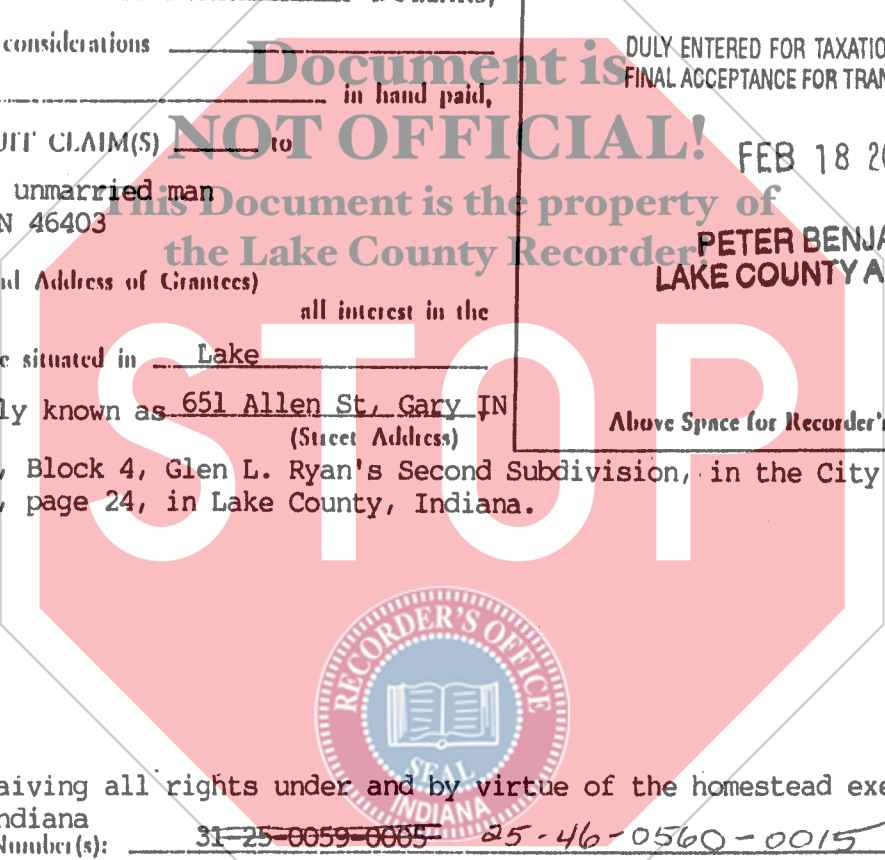 considerations
in hand paid,
CLAIM(S) to
unmarried man
N 46403
Address of Grantees)
all interest in the
situated in Lake
ly known as 651 Allen St, Gary IN
(Street Address)
, Block 4, Glen L. Ryan's Second Subdivision, in the City
, page 24, in Lake County, Indiana.
DULY ENTERED FOR TAXATIO
FINAL ACCEPTANCE FOR TRAN
FEB 18 20
PETER BENJA
LAKE COUNTY A
Above Space for Recorder's
Document is
NOT OFFICIAL!
This Document is the property of
the Lake County Recorder!
STOP
RECORDER'S OFFICE
SEAL
INDIANA
aiving all rights under and by virtue of the homestead exe
ndiana
Number(s): 31-25-0059-0005 25-46-0560-0015